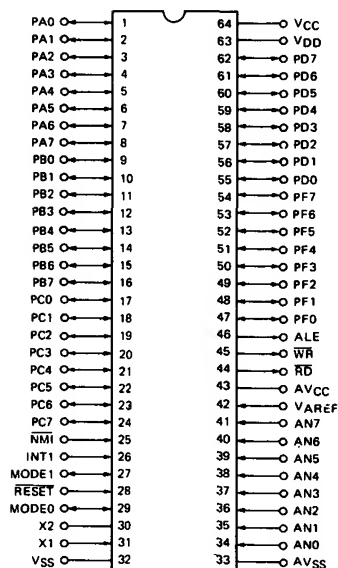 PA0 1 64 VCC
PA1 2 63 VDD
PA2 3 62 PD7
PA3 4 61 PD6
PA4 5 60 PD5
PA5 6 59 PD4
PA6 7 58 PD3
PA7 8 57 PD2
PB0 9 56 PD1
PB1 10 55 PD0
PB2 11 54 PF7
PB3 12 53 PF6
PB4 13 52 PF5
PB5 14 51 PF4
PB6 15 50 PF3
PB7 16 49 PF2
PC0 17 48 PF1
PC1 18 47 PF0
PC2 19 46 ALE
PC3 20 45 WR
PC4 21 44 RD
PC5 22 43 AVCC
PC6 23 42 VAREF
PC7 24 41 AN7
NMI 25 40 AN6
INT1 26 39 AN5
MODE1 27 38 AN4
RESET 28 37 AN3
MODE0 29 36 AN2
X2 30 35 AN1
X1 31 34 AN0
VSS 32 33 AVSS